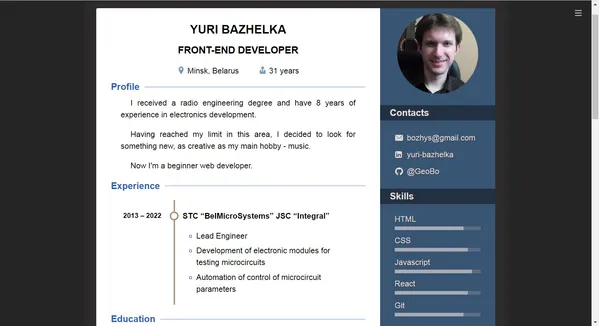 YURI BAZHELKA
FRONT-END DEVELOPER
Minsk, Belarus
31 years
Profile
I received a radio engineering degree and have 8 years of
experience in electronics development.
Having reached my limit in this area, I decided to look for
something new, as creative as my main hobby - music.
Now I'm a beginner web developer.
Experience
2013 – 2022
STC “BelMicroSystems” JSC “Integral”
Lead Engineer
Development of electronic modules for
testing microcircuits
Automation of control of microcircuit
parameters
Education
Contacts
bozhys@gmail.com
yuri-bazhelka
@GeoBo
Skills
HTML
CSS
Javascript
React
Git